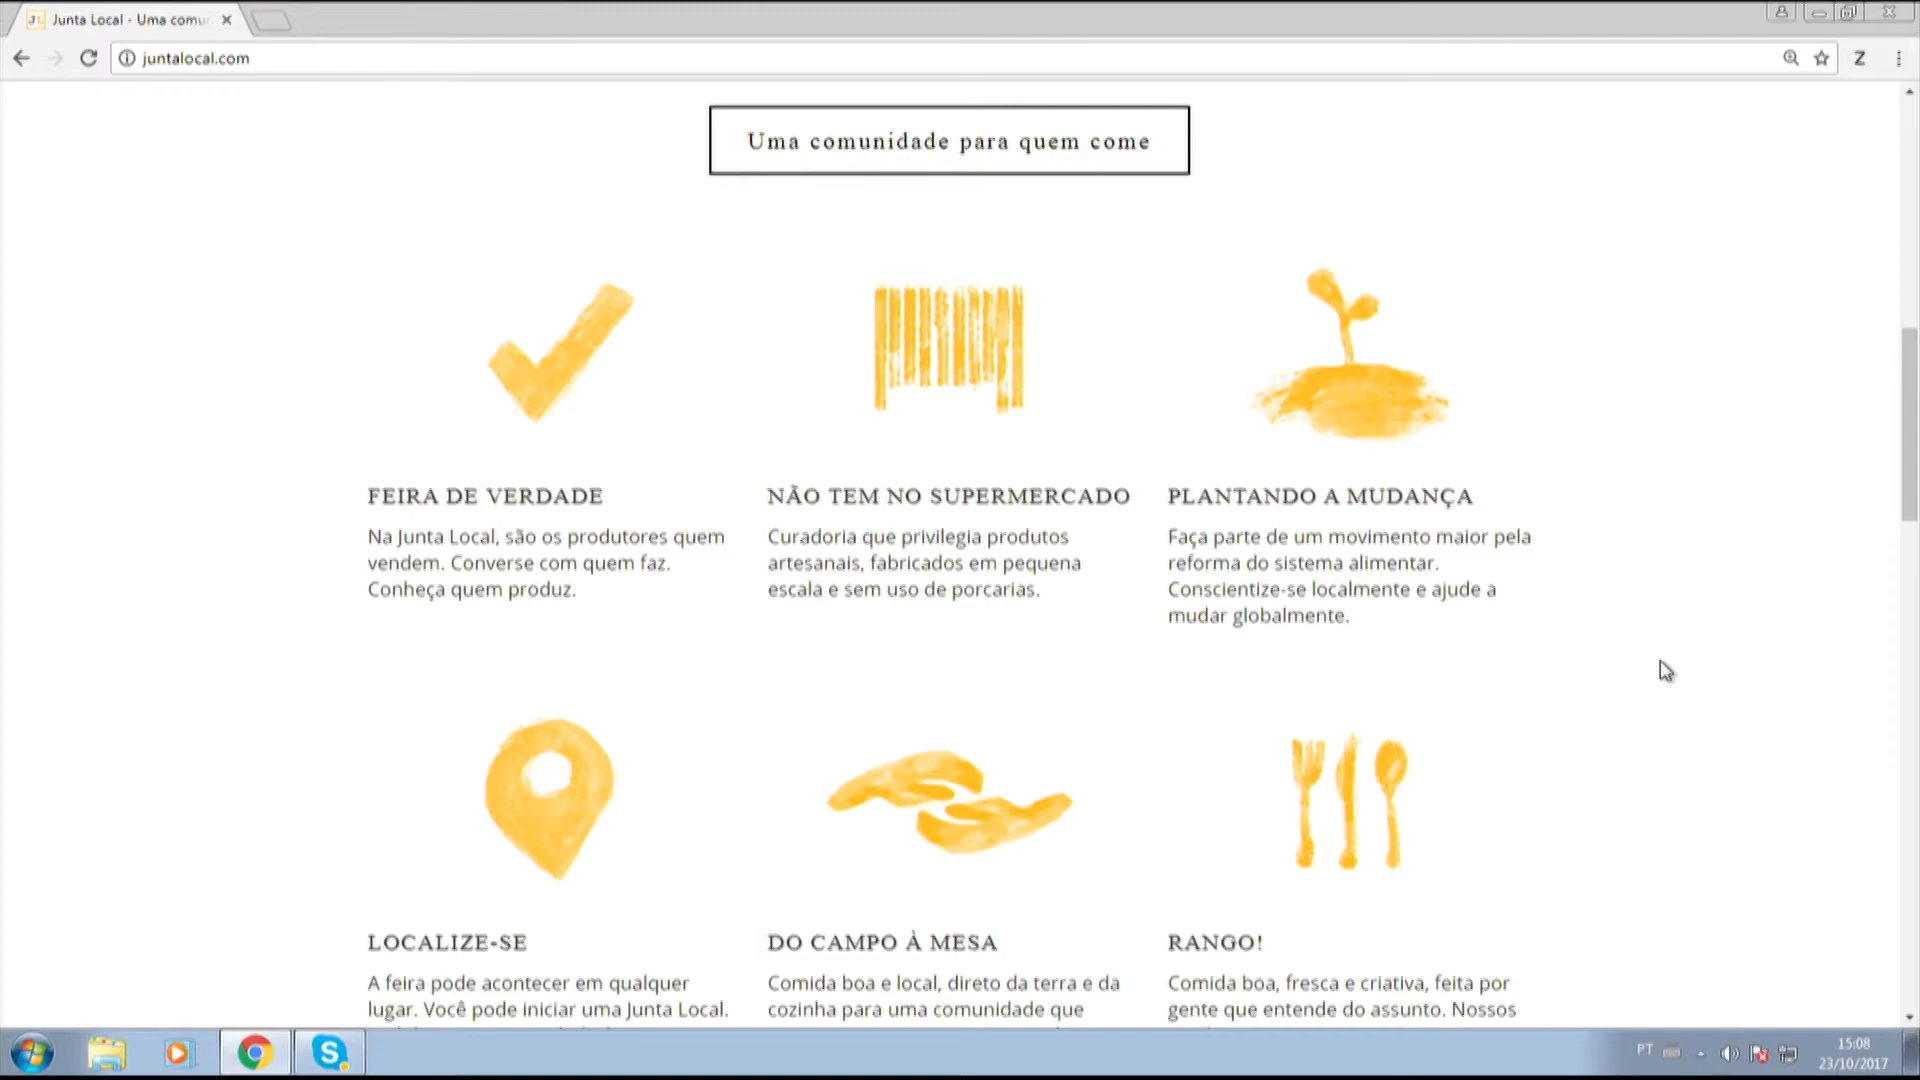 Junta Local - Uma comu
juntalocal.com
Z
Uma comunidade para quem come
FEIRA DE VERDADE
Na Junta Local, são os produtores quem
vendem. Converse com quem faz.
Conheça quem produz.
NÃO TEM NO SUPERMERCADO
Curadoria que privilegia produtos
artesanais, fabricados em pequena
escala e sem uso de porcarias.
PLANTANDO A MUDANÇA
Faça parte de um movimento maior pela
reforma do sistema alimentar.
Conscientize-se localmente e ajude a
mudar globalmente.
LOCALIZE-SE
A feira pode acontecer em qualquer
lugar. Você pode iniciar uma Junta Local.
DO CAMPO À MESA
Comida boa e local, direto da terra e da
cozinha para uma comunidade que
RANGO!
Comida boa, fresca e criativa, feita por
gente que entende do assunto. Nossos
PT
15:08
23/10/2017